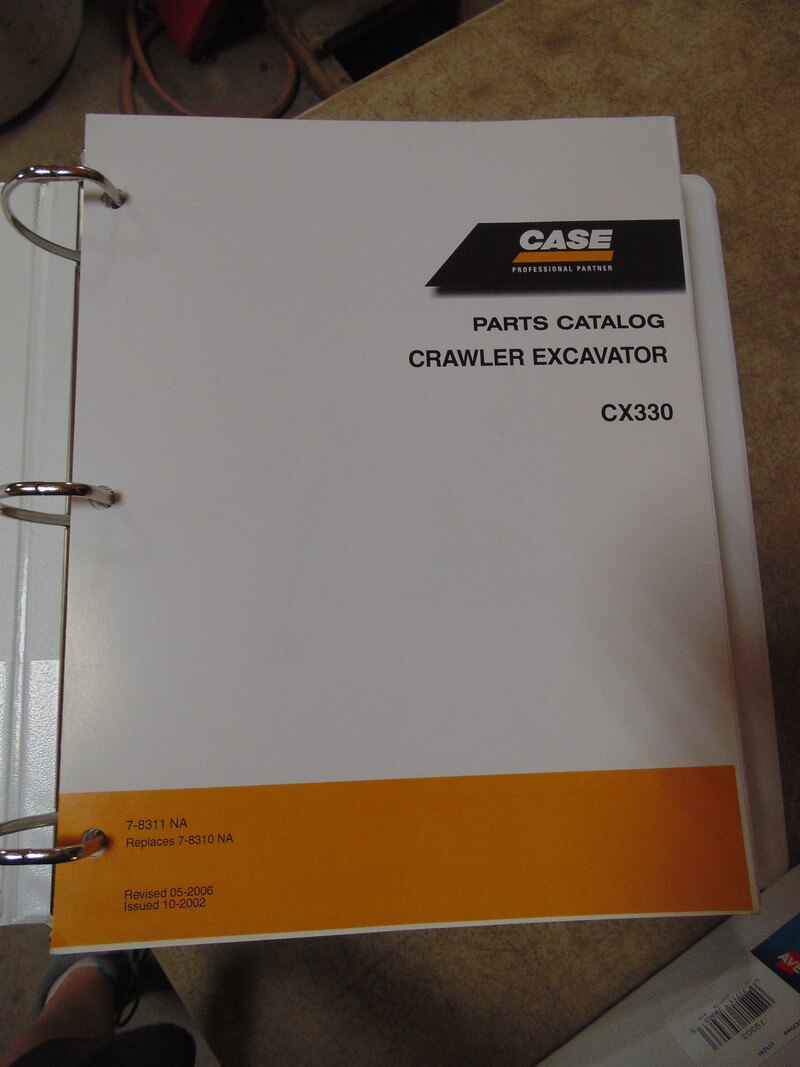 CASE
PROFESSIONAL PARTNER
PARTS CATALOG
CRAWLER EXCAVATOR
CX330
7-8311 NA
Replaces 7-8310 NA
Revised 05-2006
Issued 10-2002
79303